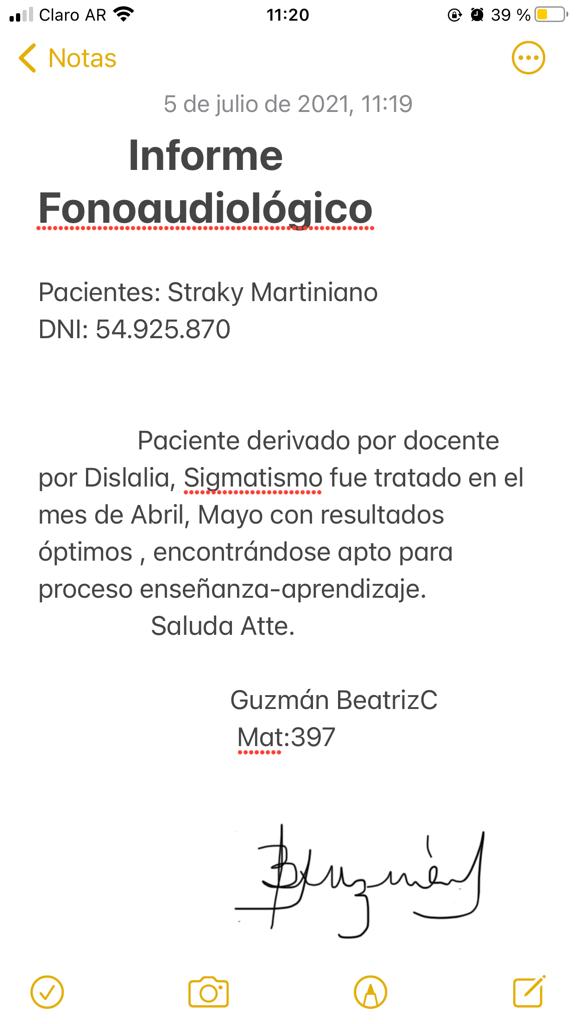 Claro AR 11:20 39 %
Notas
5 de julio de 2021, 11:19
Informe
Fonoaudiológico
Pacientes: Straky Martiniano
DNI: 54.925.870
Paciente derivado por docente
por Dislalia, Sigmatismo fue tratado en el
mes de Abril, Mayo con resultados
óptimos , encontrándose apto para
proceso enseñanza-aprendizaje.
Saluda Atte.
Guzmán BeatrizC
Mat:397
BGuzmán